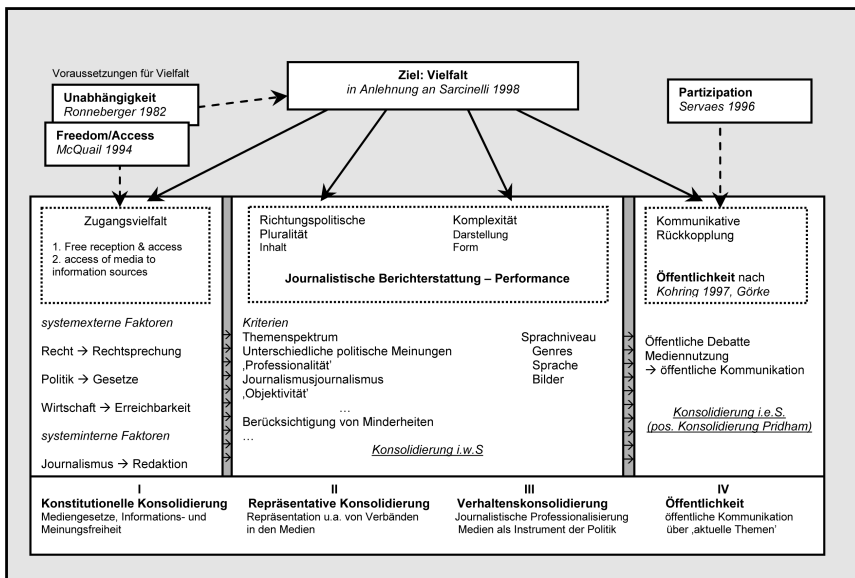 Voraussetzungen für Vielfalt
Unabhängigkeit
Ronneberger 1982
Freedom/Access
McQuail 1994
Ziel: Vielfalt
in Anlehnung an Sarcinelli 1998
Partizipation
Servaes 1996
Zugangsvielfalt
1. Free reception & access
2. access of media to
information sources
Richtungspolitische
Pluralität
Inhalt
Komplexität
Darstellung
Form
Journalistische Berichterstattung – Performance
Kommunikative
Rückkopplung
Öffentlichkeit nach
Kohring 1997, Görke
systemexterne Faktoren
Recht → Rechtsprechung
Politik → Gesetze
Wirtschaft → Erreichbarkeit
systeminterne Faktoren
Journalismus → Redaktion
Kriterien
Themenspektrum
Unterschiedliche politische Meinungen
‚Professionalität’
Journalismusjournalismus
‚Objektivität’
…
Berücksichtigung von Minderheiten
…
Sprachniveau
Genres
Sprache
Bilder
Konsolidierung i.w.S
Öffentliche Debatte
Mediennutzung
→ öffentliche Kommunikation
Konsolidierung i.e.S.
(pos. Konsolidierung Pridham)
I
Konstitutionelle Konsolidierung
Mediengesetze, Informations- und
Meinungsfreiheit
II
Repräsentative Konsolidierung
Repräsentation u.a. von Verbänden
in den Medien
III
Verhaltenskonsolidierung
Journalistische Professionalisierung
Medien als Instrument der Politik
IV
Öffentlichkeit
öffentliche Kommunikation
über ‚aktuelle Themen’